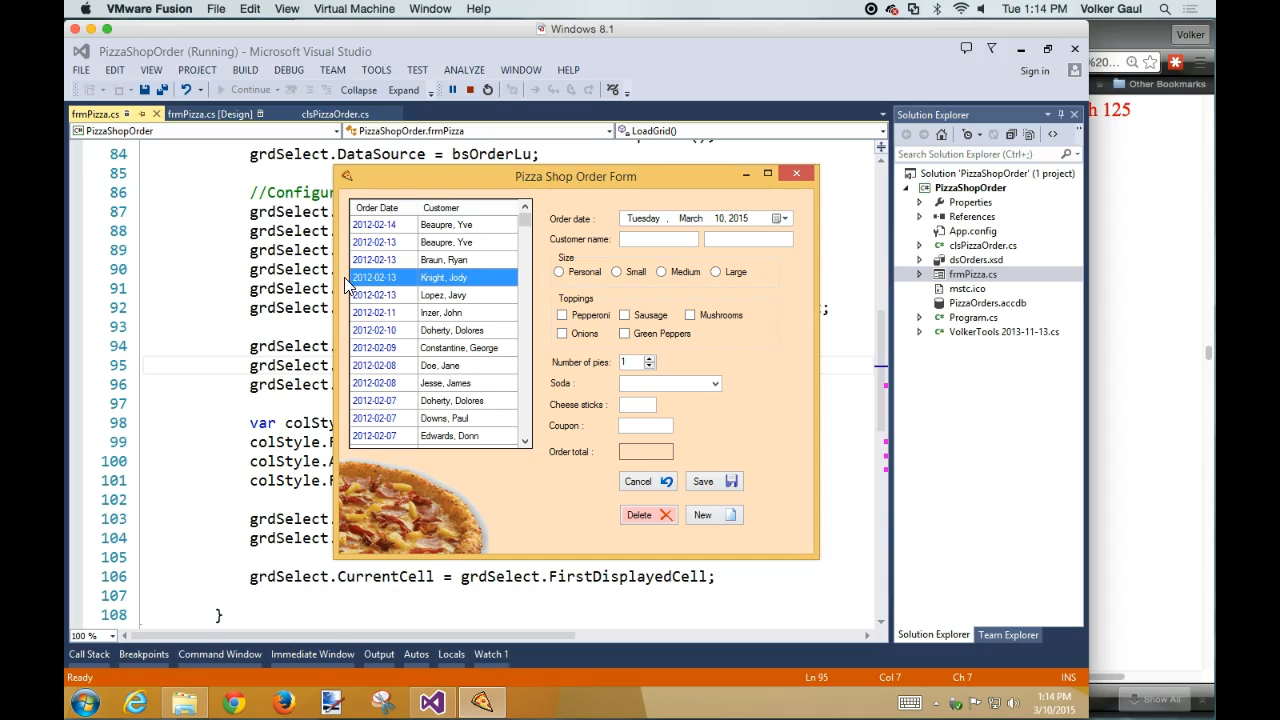 VMware Fusion File Edit View Virtual Machine Window Help Tue 1:14 PM Volker Gaul
Windows 8.1
Volker
PizzaShopOrder (Running) - Microsoft Visual Studio
FILE EDIT VIEW PROJECT BUILD DEBUG TEAM TOOLS TEST ANALYZE WINDOW HELP Sign in
%20...
Continue Collapse
Other Bookmarks
frmPizza.cs frmPizza.cs [Design] clsPizzaOrder.cs
Solution Explorer
h 125
PizzaShopOrder PizzaShopOrder.frmPizza LoadGrid()
Search Solution Explorer (Ctrl+;)
84 grdSelect.DataSource = bsOrderLu;
85
86 //Configur
87 grdSelect.
88 grdSelect.
89 grdSelect.
90 grdSelect.
91 grdSelect.
92 grdSelect. ;
93
94 grdSelect.
95 grdSelect.
96 grdSelect.
97
98 var colSty
99 colStyle.F
100 colStyle.A
101 colStyle.F
102
103 grdSelect.
104 grdSelect.
105
106 grdSelect.CurrentCell = grdSelect.FirstDisplayedCell;
107
108 }
Pizza Shop Order Form
Order Date Customer
2012-02-14 Beaupre, Yve
2012-02-13 Beaupre, Yve
2012-02-13 Braun, Ryan
2012-02-13 Knight, Jody
2012-02-13 Lopez, Javy
2012-02-11 Inzer, John
2012-02-10 Doherty, Dolores
2012-02-09 Constantine, George
2012-02-08 Doe, Jane
2012-02-08 Jesse, James
2012-02-07 Doherty, Dolores
2012-02-07 Downs, Paul
2012-02-07 Edwards, Donn
Order date : Tuesday , March 10, 2015
Customer name:
Size
Personal Small Medium Large
Toppings
Pepperoni Sausage Mushrooms
Onions Green Peppers
Number of pies: 1
Soda :
Cheese sticks :
Coupon :
Order total :
Cancel Save
Delete New
Solution 'PizzaShopOrder' (1 project)
PizzaShopOrder
Properties
References
App.config
clsPizzaOrder.cs
dsOrders.xsd
frmPizza.cs
mstc.ico
PizzaOrders.accdb
Program.cs
VolkerTools 2013-11-13.cs
100 %
Solution Explorer Team Explorer
Call Stack Breakpoints Command Window Immediate Window Output Autos Locals Watch 1
Ready Ln 95 Col 7 Ch 7 INS
1:14 PM
3/10/2015
Show All